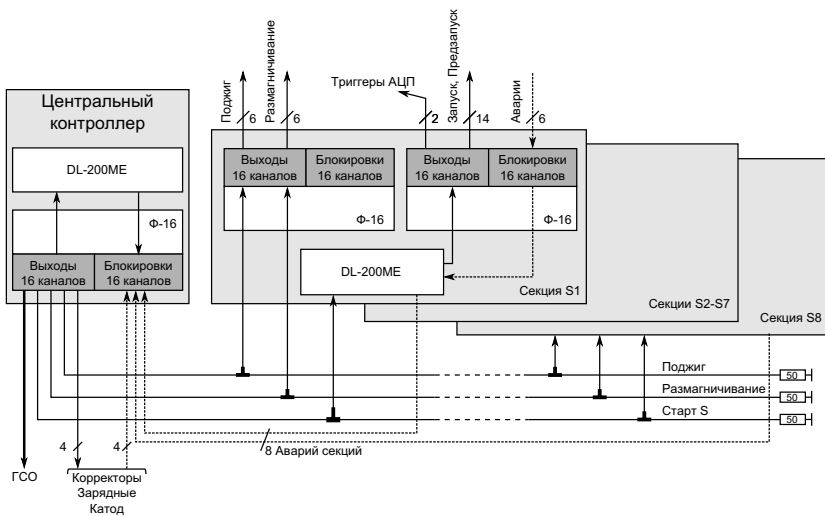 Поджиг
Размагничивание
Триггеры АЦП
Запуск, Предзапуск
Аварии
6
6
2
14
6
Центральный
контроллер
DL-200ME
Ф-16
Выходы
16 каналов
Блокировки
16 каналов
Выходы
16 каналов
Блокировки
16 каналов
Ф-16
Выходы
16 каналов
Блокировки
16 каналов
Ф-16
DL-200ME
Секция S1
Секции S2-S7
Секция S8
Поджиг
50
Размагничивание
50
Старт S
50
4
4
8 Аварий секций
ГСО
Корректоры
Зарядные
Катод